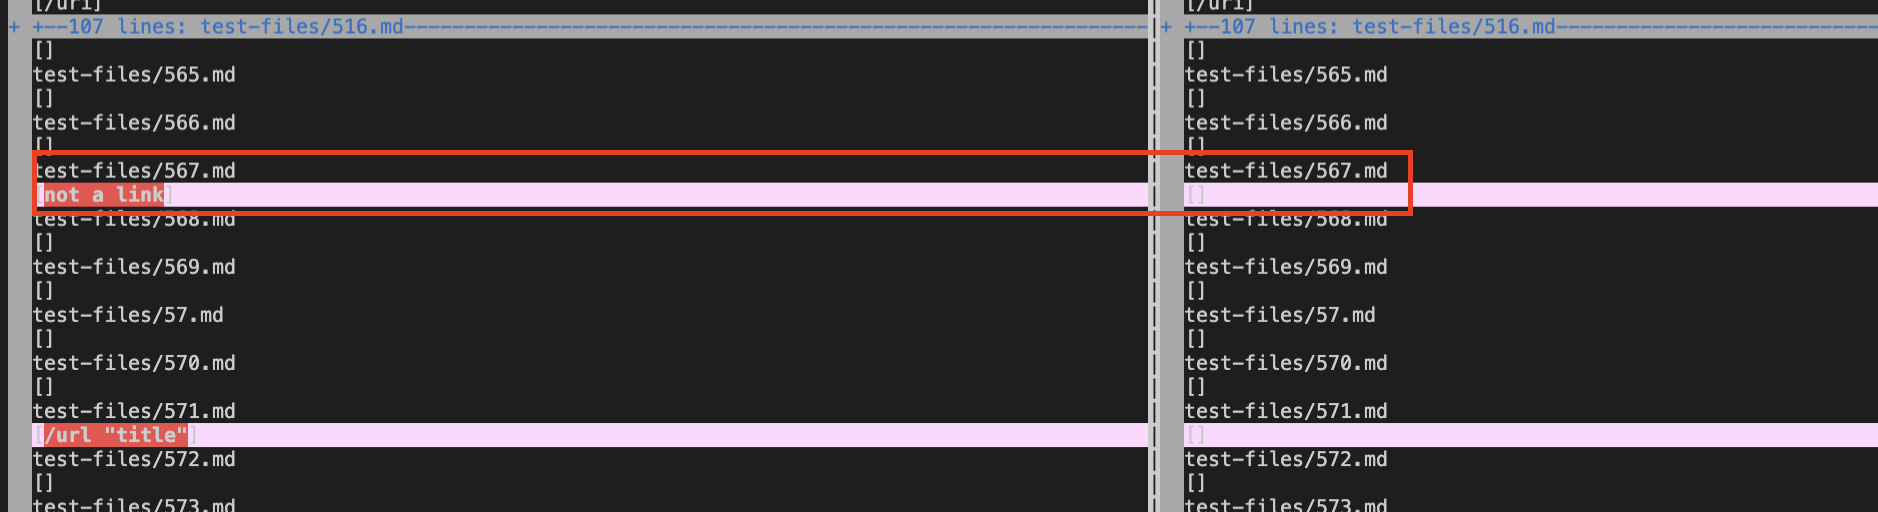 [/uri]
+ +--107 lines: test-files/516.md--------------------------------------------------------------
[]
test-files/565.md
[]
test-files/566.md
[]
test-files/567.md
[not a link]
test-files/568.md
[]
test-files/569.md
[]
test-files/57.md
[]
test-files/570.md
[]
test-files/571.md
[/url "title"]
test-files/572.md
[]
test-files/573.md
[/uri]
+ +--107 lines: test-files/516.md---------------------------
[]
test-files/565.md
[]
test-files/566.md
[]
test-files/567.md
[]
test-files/568.md
[]
test-files/569.md
[]
test-files/57.md
[]
test-files/570.md
[]
test-files/571.md
[]
test-files/572.md
[]
test-files/573.md